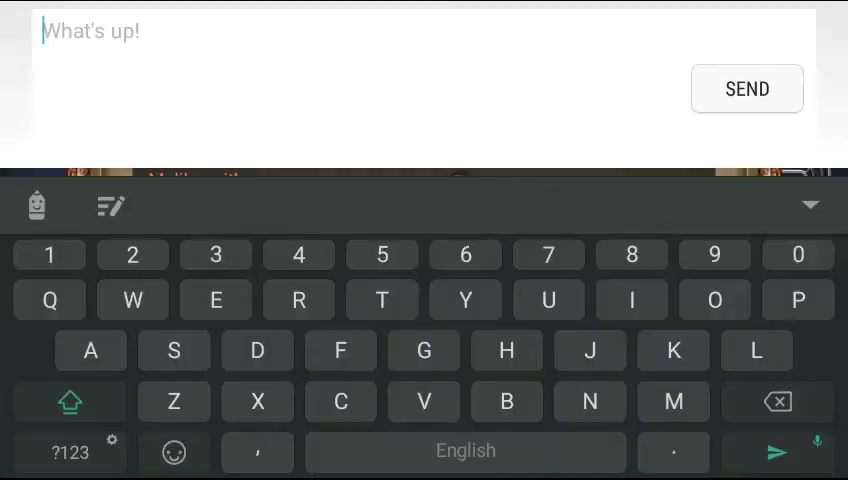 What's up!
SEND
1 2 3 4 5 6 7 8 9 0
Q W E R T Y U I O P
A S D F G H J K L
Z X C V B N M
?123 , English .